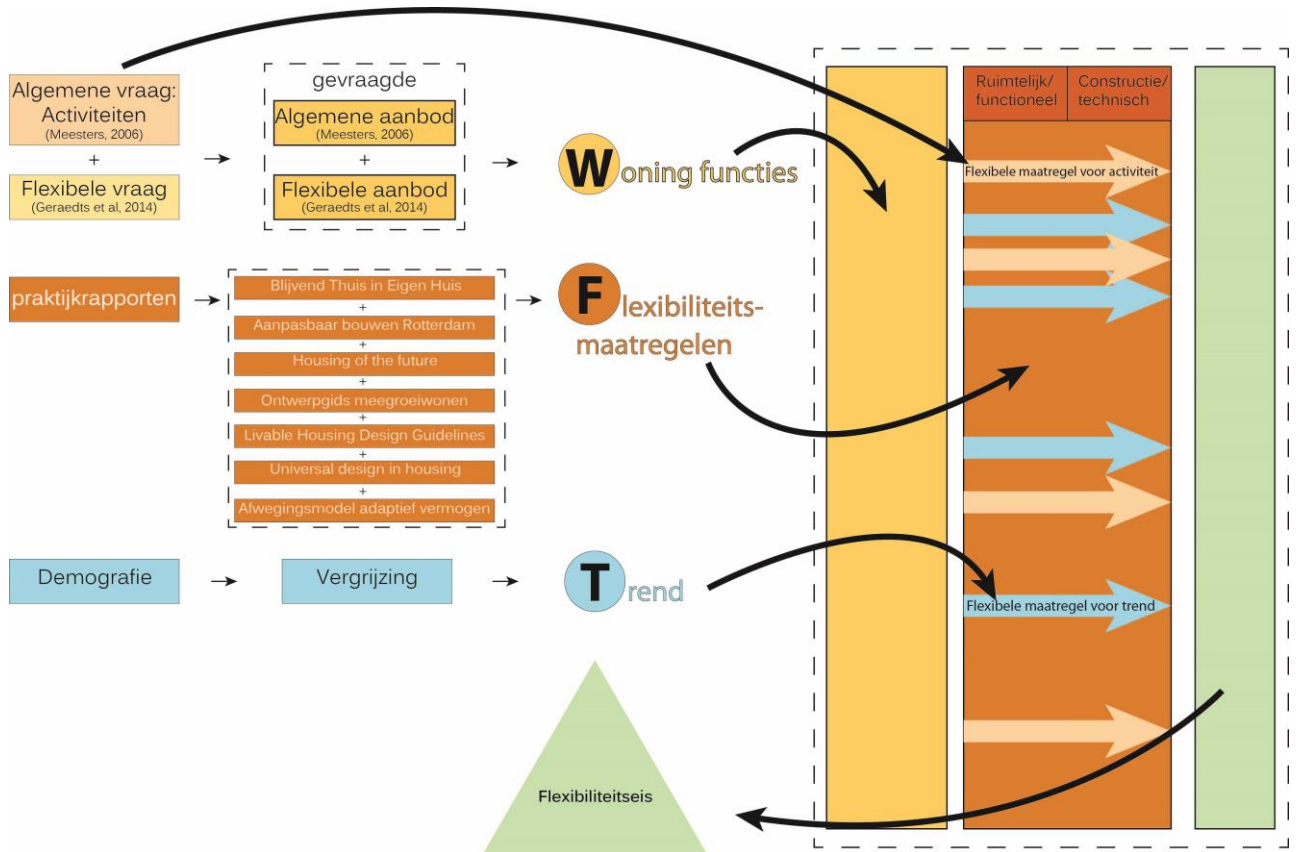 Algemene vraag:
Activiteiten
(Meesters, 2006)
+
Flexibele vraag
(Geraedts et al, 2014)
gevraagde
Algemene aanbod
(Meesters, 2006)
+
Flexibele aanbod
(Geraedts et al, 2014)
Woning functies
praktijkrapporten
Blijvend Thuis in Eigen Huis
+
Aanpasbaar bouwen Rotterdam
+
Housing of the future
+
Ontwerpgids meegroeiwonen
+
Livable Housing Design Guidelines
+
Universal design in housing
+
Afwegingsmodel adaptief vermogen
Flexibiliteits-
maatregelen
Demografie
Vergrijzing
Trend
Flexibiliteitseis
Ruimtelijk/
functioneel
Constructie/
technisch
Flexibele maatregel voor activiteit
Flexibele maatregel voor trend